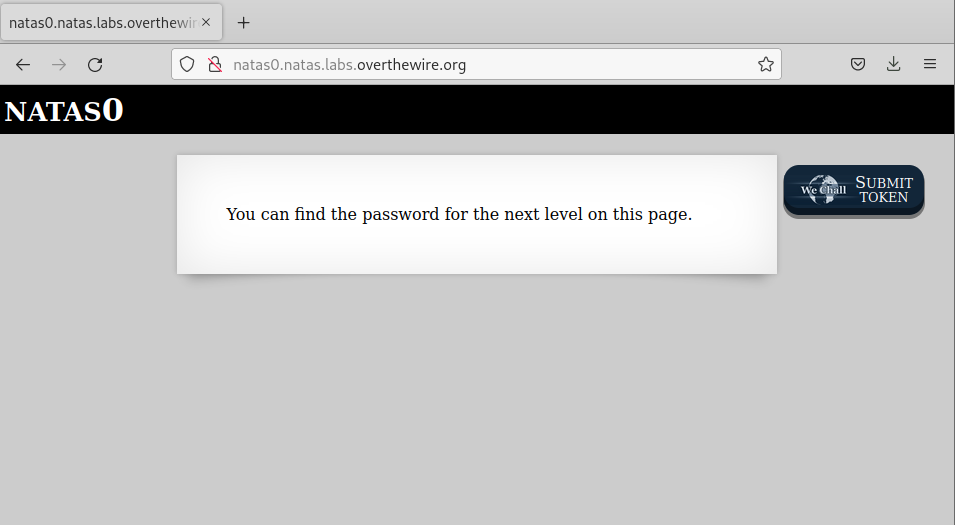 natas0.natas.labs.overthewir
natas0.natas.labs.overthewire.org
NATAS0
You can find the password for the next level on this page.
We Chall
SUBMIT
TOKEN